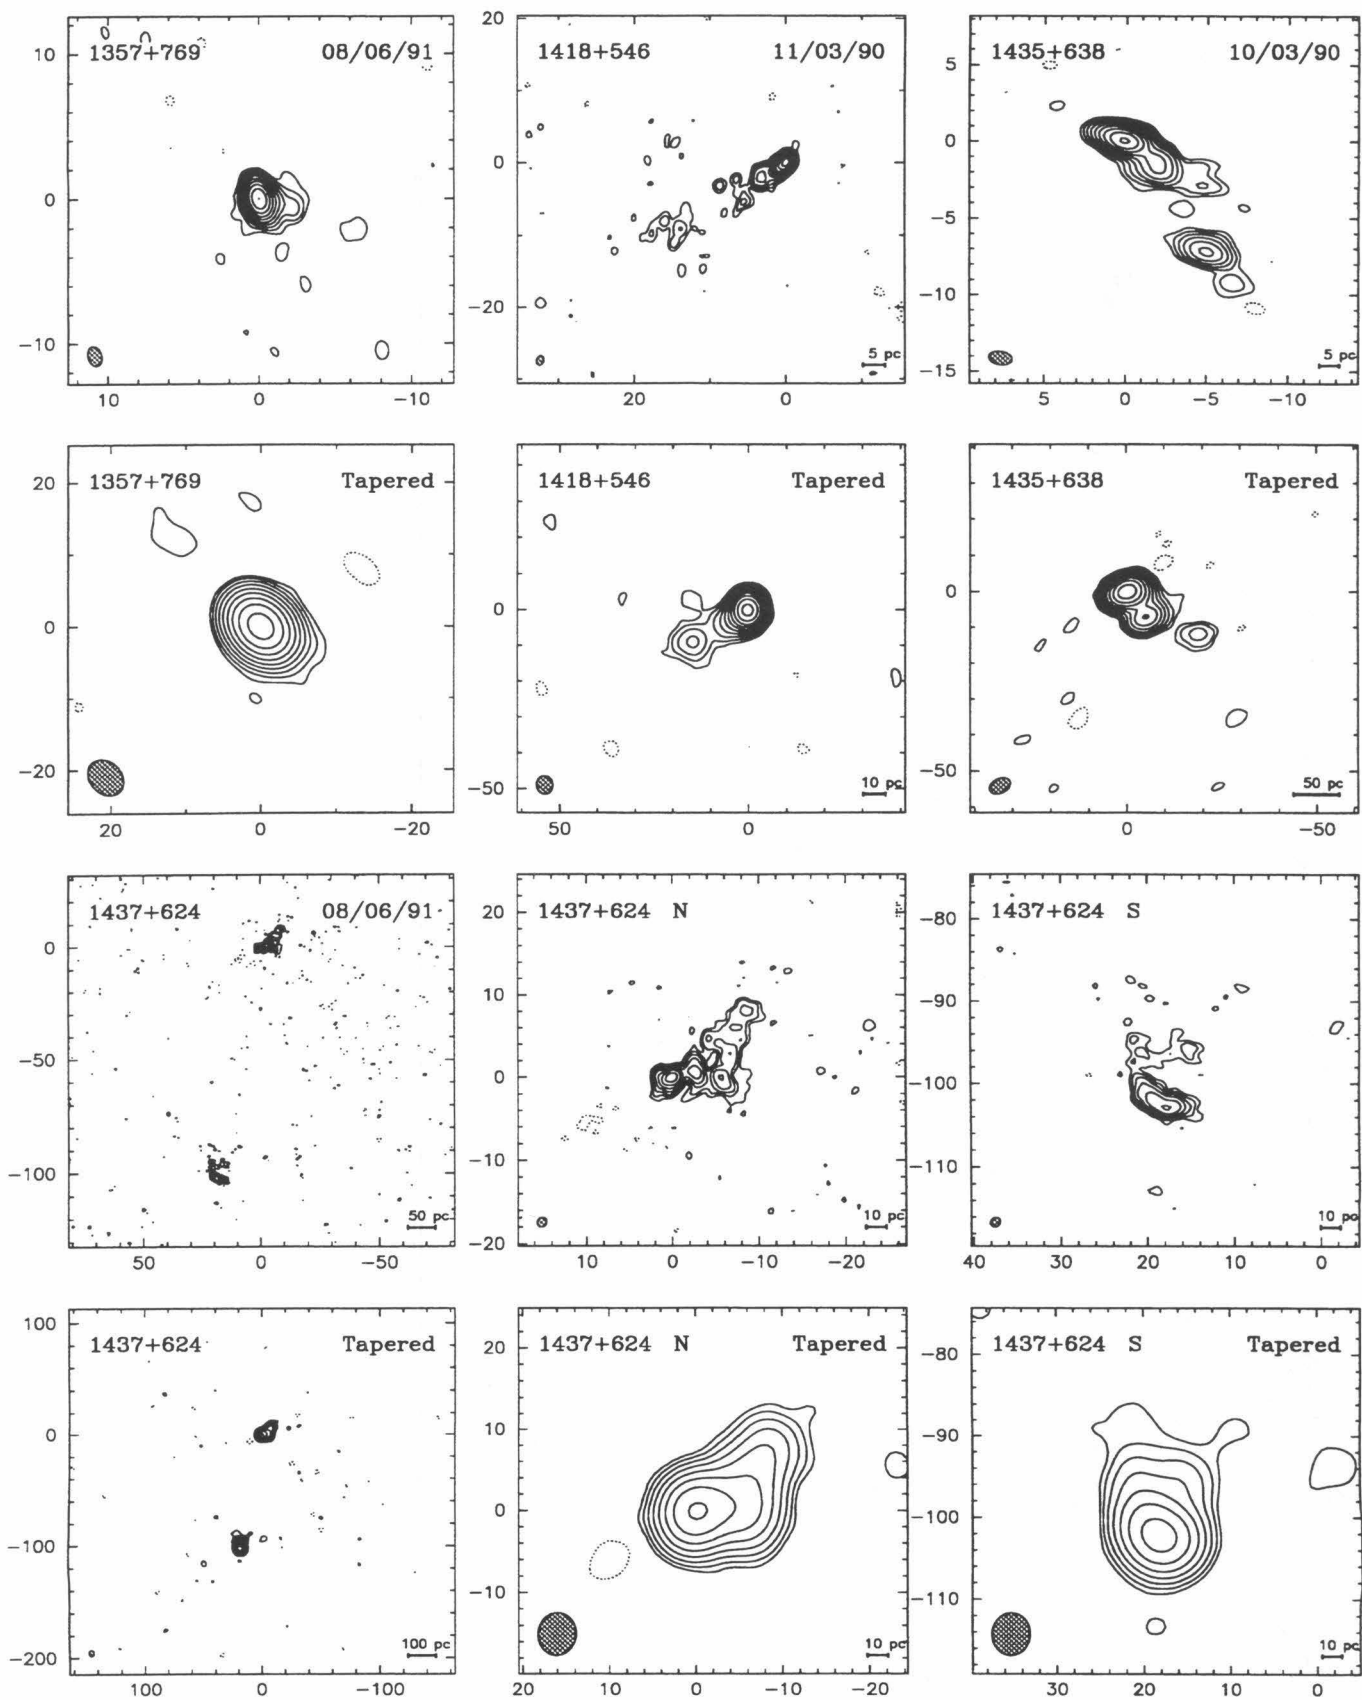 1357+769 08/06/91
10
0
−10
10 0 −10
1418+546 11/03/90
20
0
−20
5 pc
20 0
1435+638 10/03/90
5
0
−5
−10
−15
5 pc
5 0 −5 −10
1357+769 Tapered
20
0
−20
20 0 −20
1418+546 Tapered
0
−50
10 pc
50 0
1435+638 Tapered
0
−50
50 pc
0 −50
1437+624 08/06/91
0
−50
−100
50 pc
50 0 −50
1437+624 N
20
10
0
−10
−20
10 pc
10 0 −10 −20
1437+624 S
−80
−90
−100
−110
10 pc
40 30 20 10 0
1437+624 Tapered
100
0
−100
−200
100 pc
100 0 −100
1437+624 N Tapered
20
10
0
−10
10 pc
20 10 0 −10 −20
1437+624 S Tapered
−80
−90
−100
−110
10 pc
40 30 20 10 0